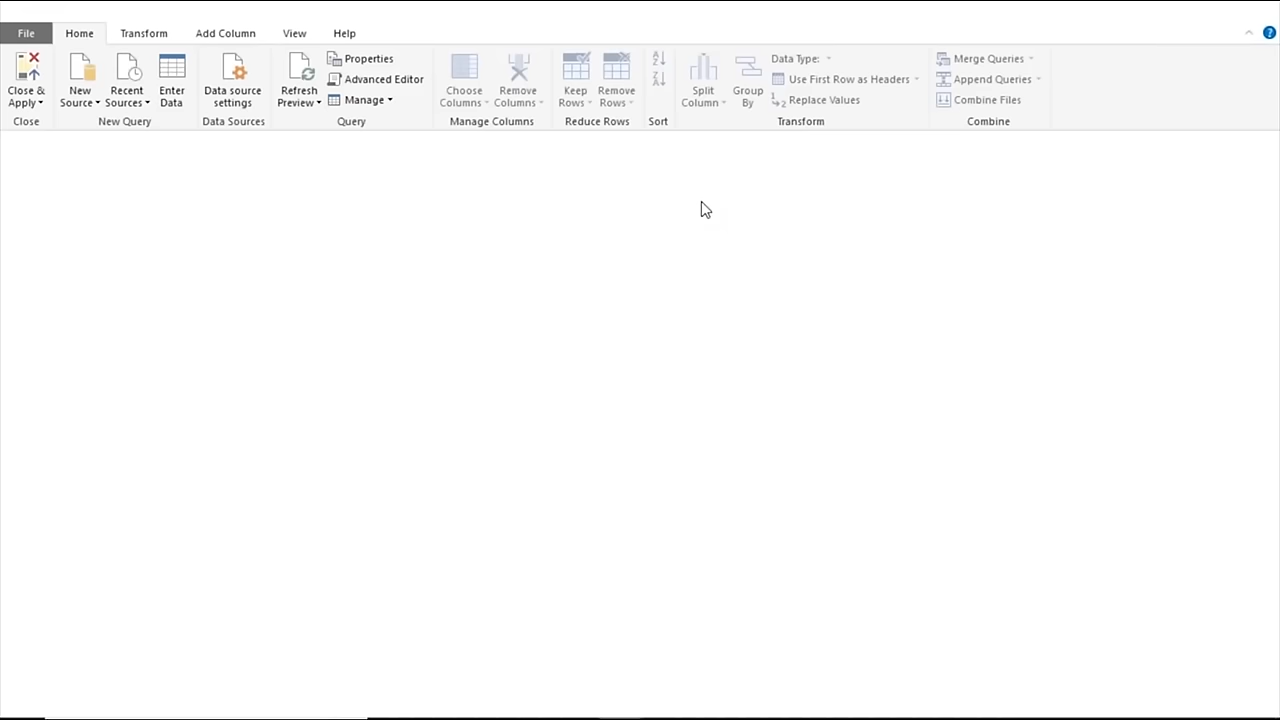 File Home Transform Add Column View Help
Close & Apply
New Source
Recent Sources
Enter Data
Data source settings
Refresh Preview
Properties
Advanced Editor
Manage
Choose Columns
Remove Columns
Keep Rows
Remove Rows
A Z
Z A
Split Column
Group By
Data Type:
Use First Row as Headers
1 2 Replace Values
Merge Queries
Append Queries
Combine Files
Close New Query Data Sources Query Manage Columns Reduce Rows Sort Transform Combine